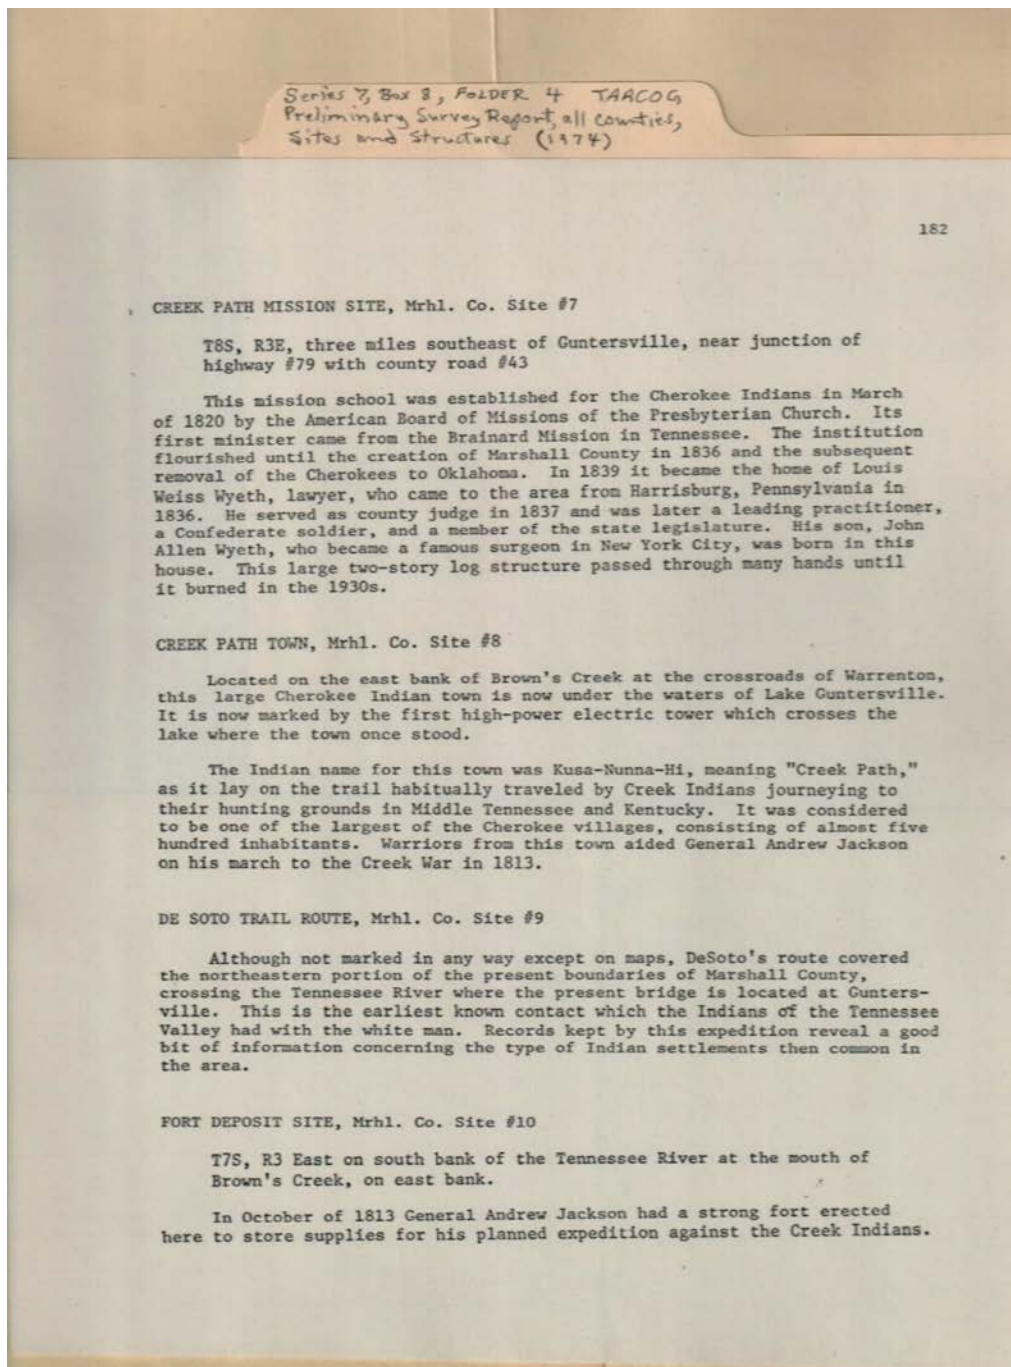 Series 7, Box 8, FOLDER 4 TARCOG
Preliminary Survey Report, all counties,
Sites and Structures (1974)
182
CREEK PATH MISSION SITE, Mrhl. Co. Site #7
T8S, R3E, three miles southeast of Guntersville, near junction of
highway #79 with county road #43
This mission school was established for the Cherokee Indians in March
of 1820 by the American Board of Missions of the Presbyterian Church. Its
first minister came from the Brainard Mission in Tennessee. The institution
flourished until the creation of Marshall County in 1836 and the subsequent
removal of the Cherokees to Oklahoma. In 1839 it became the home of Louis
Weiss Wyeth, lawyer, who came to the area from Harrisburg, Pennsylvania in
1836. He served as county judge in 1837 and was later a leading practitioner,
a Confederate soldier, and a member of the state legislature. His son, John
Allen Wyeth, who became a famous surgeon in New York City, was born in this
house. This large two-story log structure passed through many hands until
it burned in the 1930s.
CREEK PATH TOWN, Mrhl. Co. Site #8
Located on the east bank of Brown's Creek at the crossroads of Warrenton,
this large Cherokee Indian town is now under the waters of Lake Guntersville.
It is now marked by the first high-power electric tower which crosses the
lake where the town once stood.
The Indian name for this town was Kusa-Nunna-Hi, meaning "Creek Path,"
as it lay on the trail habitually traveled by Creek Indians journeying to
their hunting grounds in Middle Tennessee and Kentucky. It was considered
to be one of the largest of the Cherokee villages, consisting of almost five
hundred inhabitants. Warriors from this town aided General Andrew Jackson
on his march to the Creek War in 1813.
DE SOTO TRAIL ROUTE, Mrhl. Co. Site #9
Although not marked in any way except on maps, DeSoto's route covered
the northeastern portion of the present boundaries of Marshall County,
crossing the Tennessee River where the present bridge is located at Gunters-
ville. This is the earliest known contact which the Indians of the Tennessee
Valley had with the white man. Records kept by this expedition reveal a good
bit of information concerning the type of Indian settlements then common in
the area.
FORT DEPOSIT SITE, Mrhl. Co. Site #10
T7S, R3 East on south bank of the Tennessee River at the mouth of
Brown's Creek, on east bank.
In October of 1813 General Andrew Jackson had a strong fort erected
here to store supplies for his planned expedition against the Creek Indians.